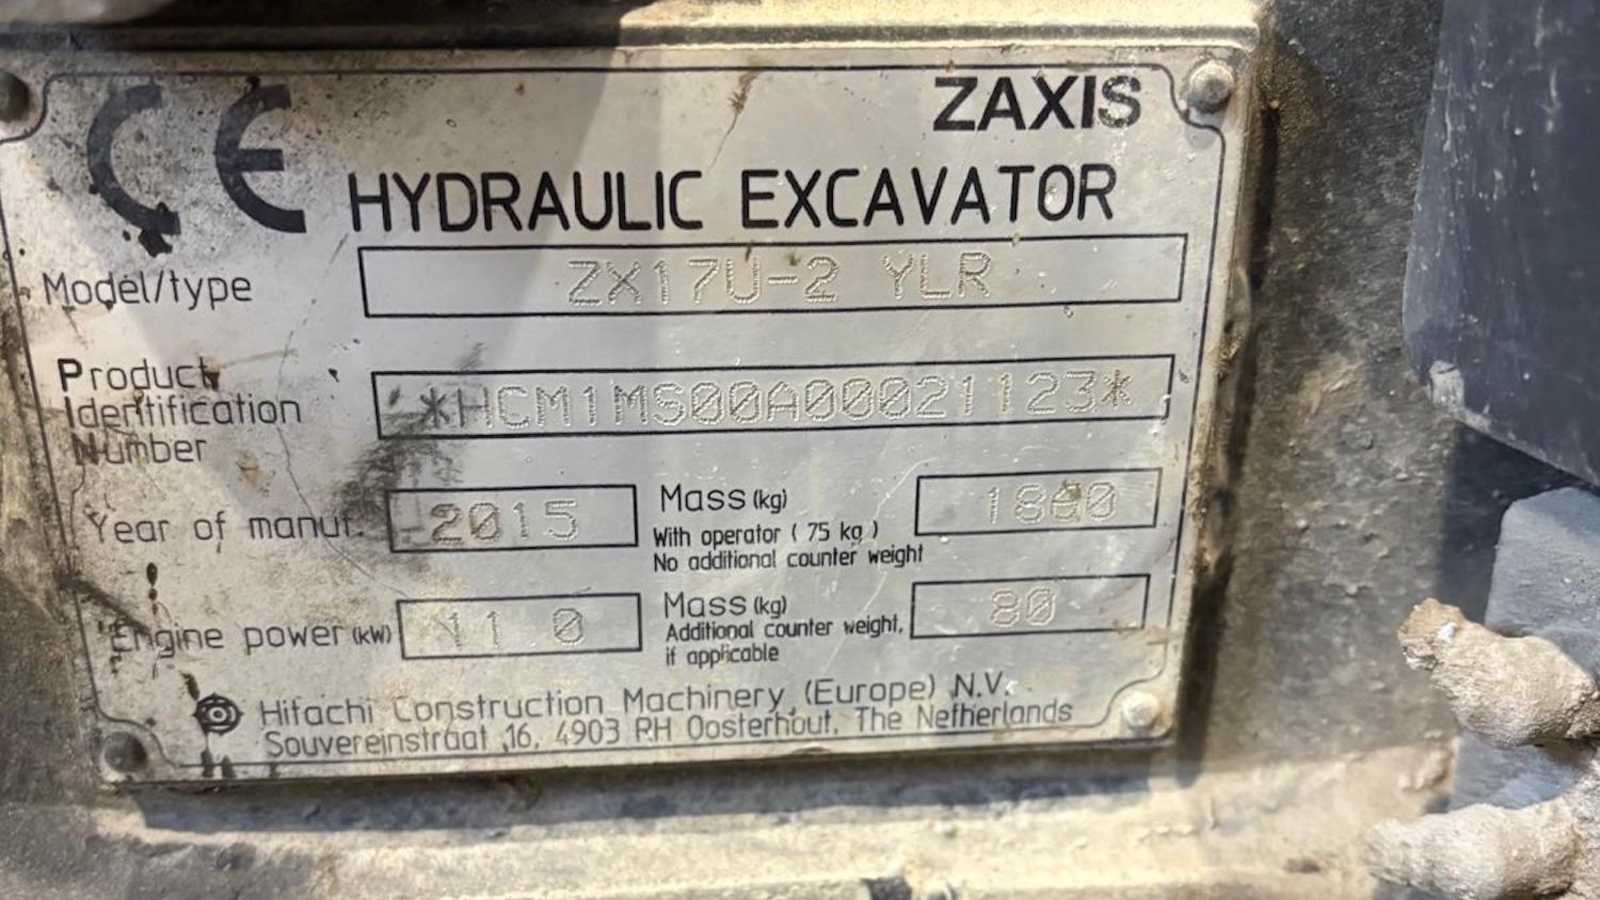 CE
ZAXIS
HYDRAULIC EXCAVATOR
Model/type ZX17U-2 YLR
Product
Identification *HCM1MS00A00021123*
Number
Year of manuf. 2015 Mass (kg)
With operator ( 75 kg )
No additional counter weight
Engine power (kW) 11.0 Mass (kg) 80
Additional counter weight,
if applicable
Hitachi Construction Machinery (Europe) N.V.
Souvereinstraat 16, 4903 RH Oosterhout, The Netherlands